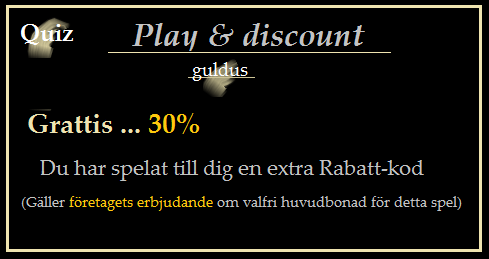 Quiz
Play & discount
guldus
Grattis ... 30%
Du har spelat till dig en extra Rabatt-kod
(Gäller företagets erbjudande om valfri huvudbonad för detta spel)